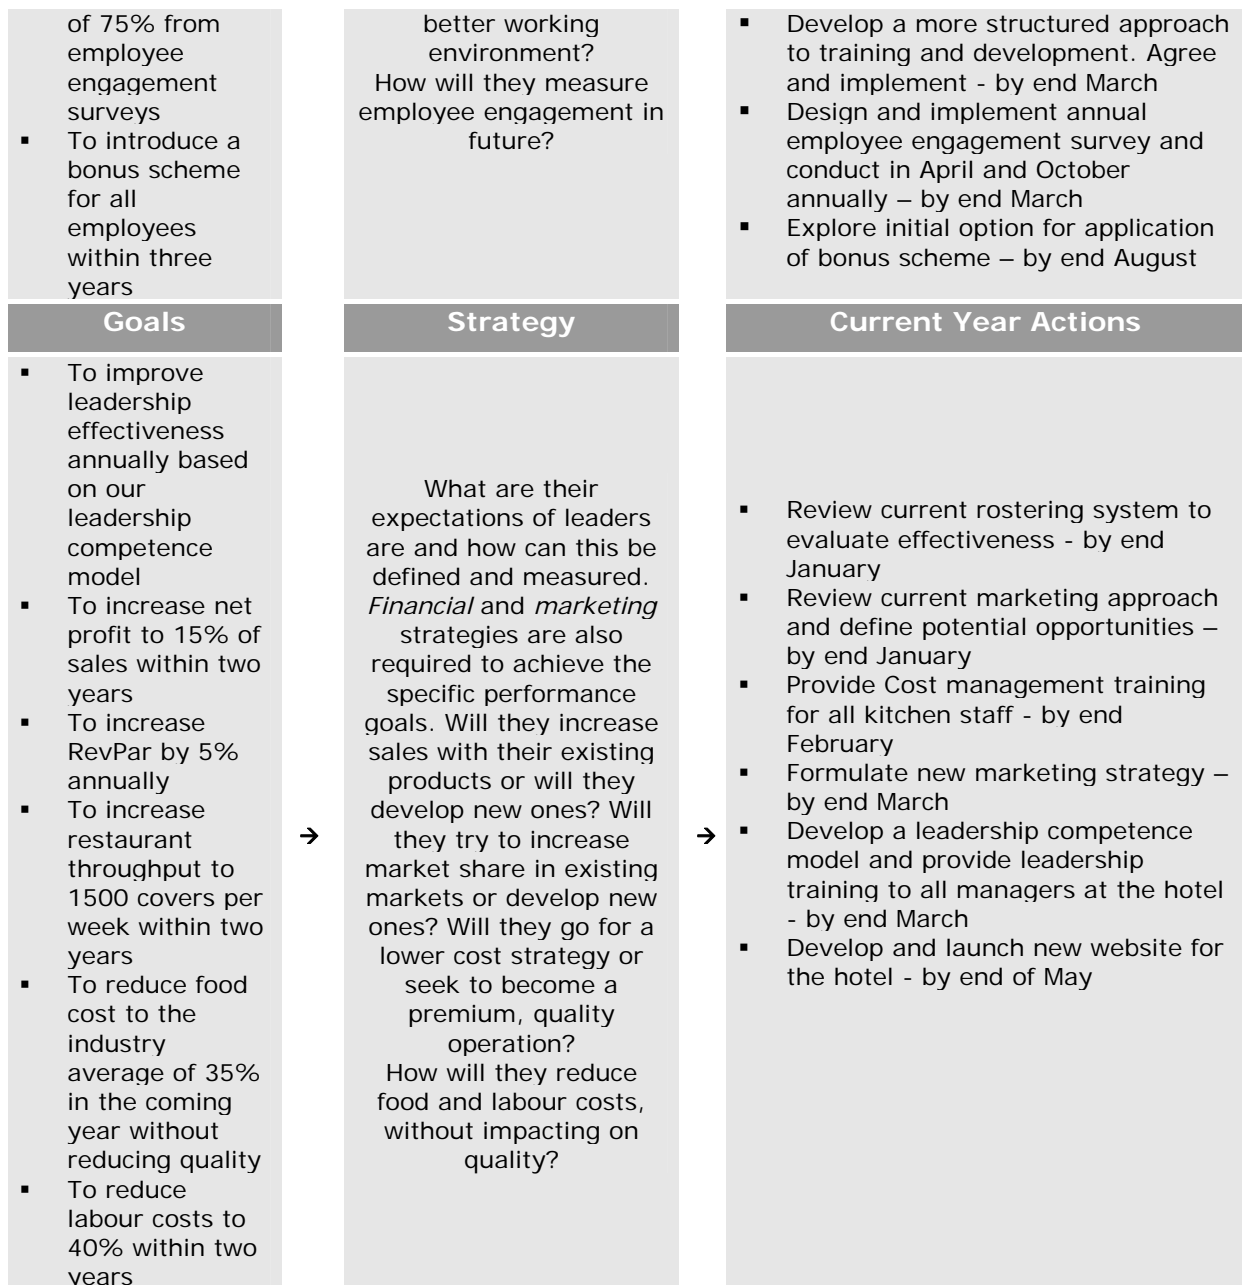 of 75% from
employee
engagement
surveys
▪ To introduce a
bonus scheme
for all
employees
within three
years
better working
environment?
How will they measure
employee engagement in
future?
▪ Develop a more structured approach
to training and development. Agree
and implement - by end March
▪ Design and implement annual
employee engagement survey and
conduct in April and October
annually – by end March
▪ Explore initial option for application
of bonus scheme – by end August
Goals
Strategy
Current Year Actions
▪ To improve
leadership
effectiveness
annually based
on our
leadership
competence
model
▪ To increase net
profit to 15% of
sales within two
years
▪ To increase
RevPar by 5%
annually
▪ To increase
restaurant
throughput to
1500 covers per
week within two
years
▪ To reduce food
cost to the
industry
average of 35%
in the coming
year without
reducing quality
▪ To reduce
labour costs to
40% within two
years
→
What are their
expectations of leaders
are and how can this be
defined and measured.
Financial and marketing
strategies are also
required to achieve the
specific performance
goals. Will they increase
sales with their existing
products or will they
develop new ones? Will
they try to increase
market share in existing
markets or develop new
ones? Will they go for a
lower cost strategy or
seek to become a
premium, quality
operation?
How will they reduce
food and labour costs,
without impacting on
quality?
→
▪ Review current rostering system to
evaluate effectiveness - by end
January
▪ Review current marketing approach
and define potential opportunities –
by end January
▪ Provide Cost management training
for all kitchen staff - by end
February
▪ Formulate new marketing strategy –
by end March
▪ Develop a leadership competence
model and provide leadership
training to all managers at the hotel
- by end March
▪ Develop and launch new website for
the hotel - by end of May